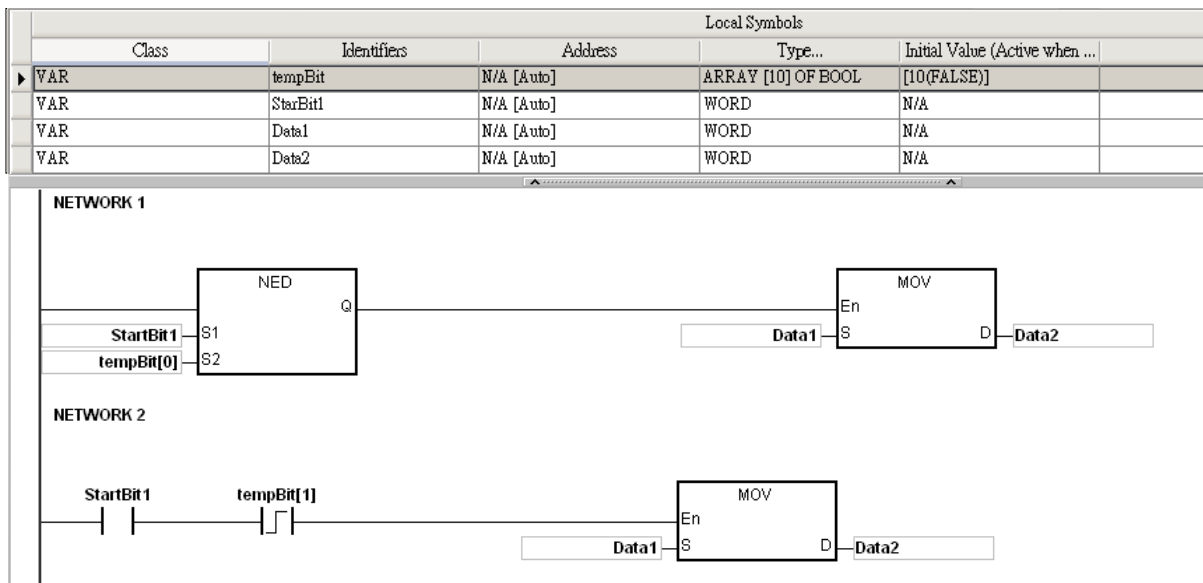 Local Symbols
Class Identifiers Address Type... Initial Value (Active when ...
VAR tempBit N/A [Auto] ARRAY [10] OF BOOL [10(FALSE)]
VAR StarBit1 N/A [Auto] WORD N/A
VAR Data1 N/A [Auto] WORD N/A
VAR Data2 N/A [Auto] WORD N/A
NETWORK 1
NED MOV
Q En
StartBit1 S1 Data1 S D Data2
tempBit[0] S2
NETWORK 2
StartBit1 tempBit[1] MOV
En
Data1 S D Data2